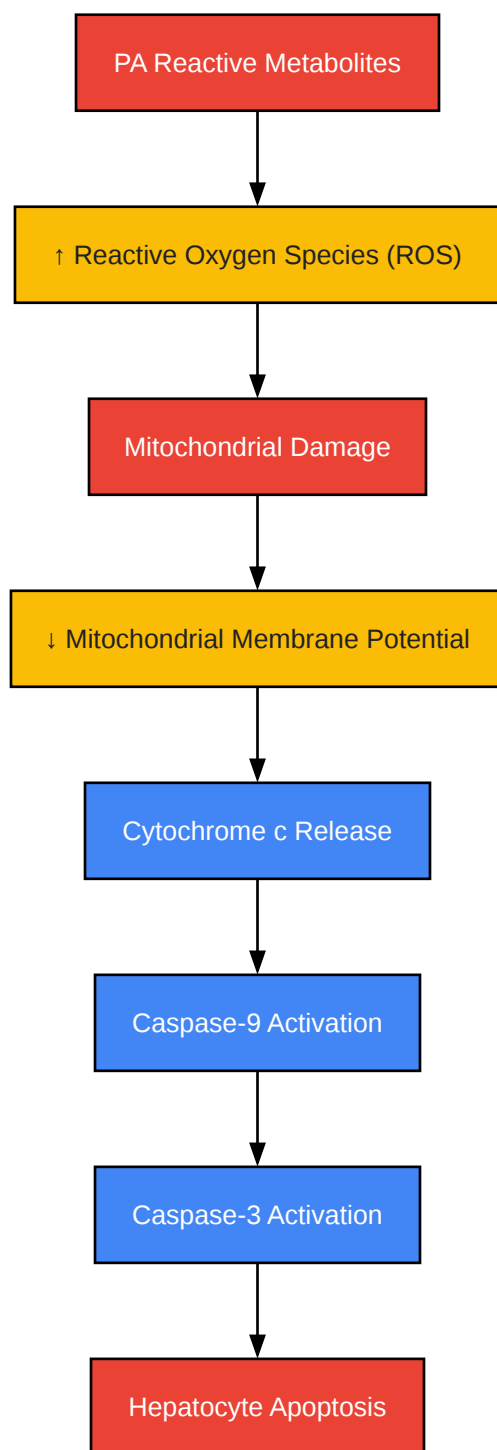 PA Reactive Metabolites
↑ Reactive Oxygen Species (ROS)
Mitochondrial Damage
↓ Mitochondrial Membrane Potential
Cytochrome c Release
Caspase-9 Activation
Caspase-3 Activation
Hepatocyte Apoptosis